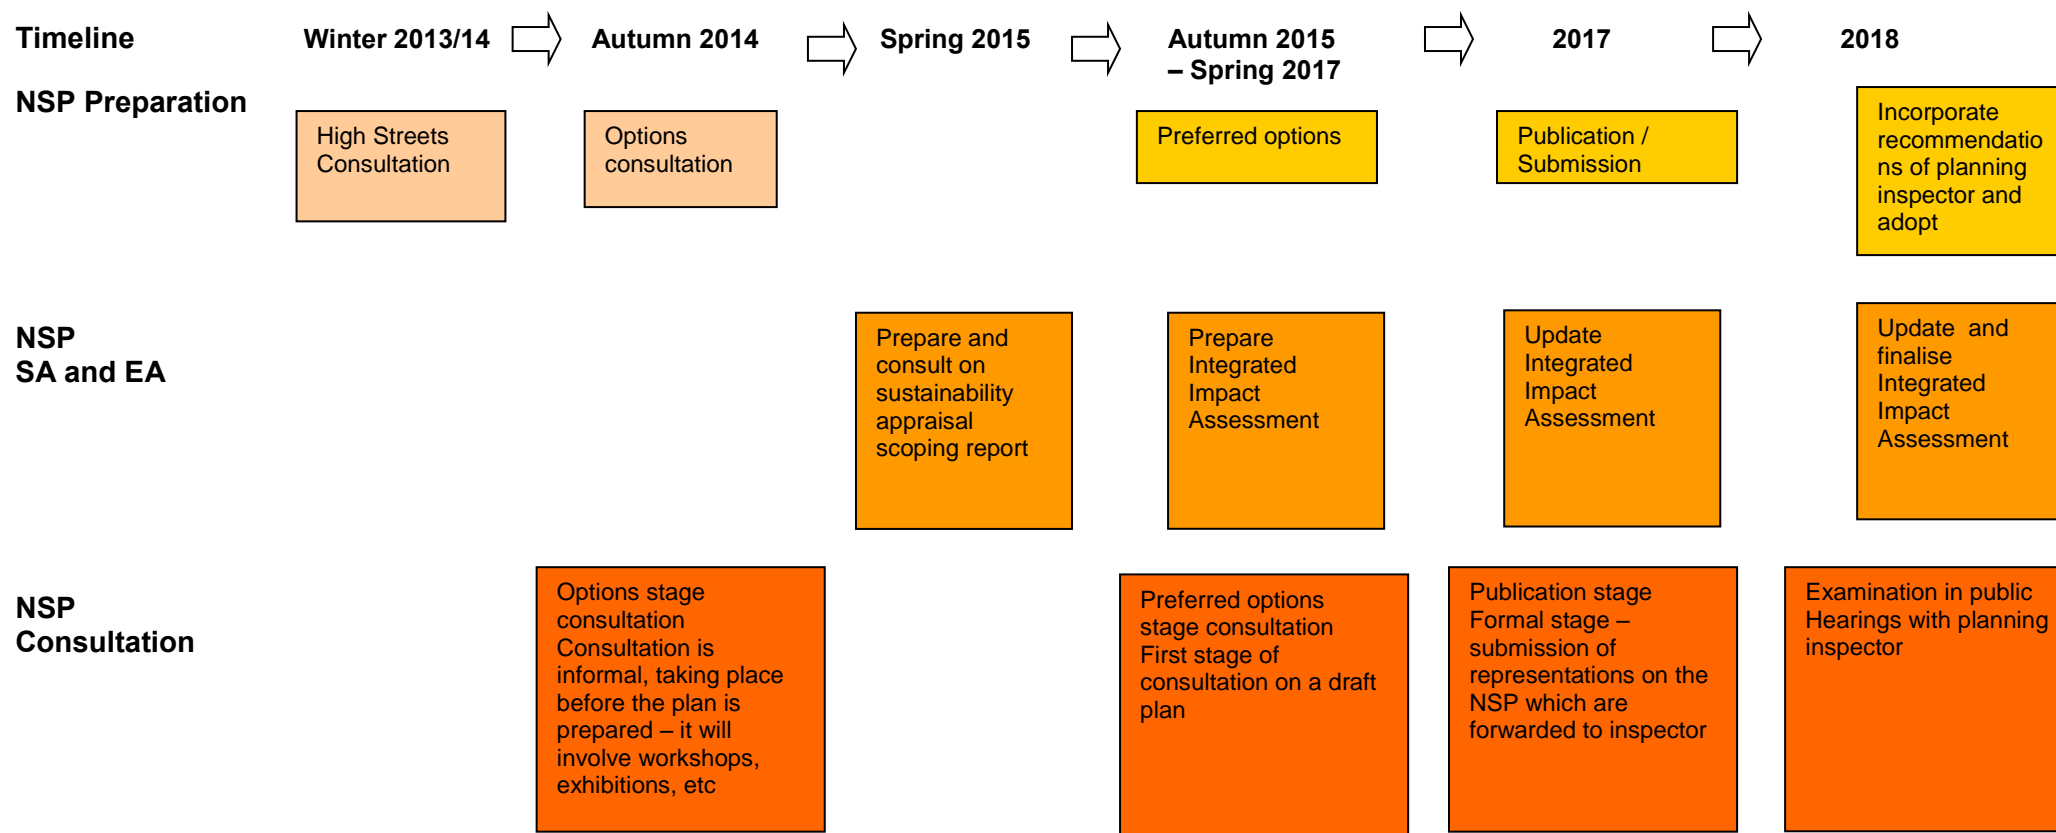 Timeline
Winter 2013/14
Autumn 2014
Spring 2015
Autumn 2015
– Spring 2017
2017
2018
NSP Preparation
High Streets
Consultation
Options
consultation
Preferred options
Publication /
Submission
Incorporate
recommendatio
ns of planning
inspector and
adopt
NSP
SA and EA
Prepare and
consult on
sustainability
appraisal
scoping report
Prepare
Integrated
Impact
Assessment
Update
Integrated
Impact
Assessment
Update  and
finalise
Integrated
Impact
Assessment
NSP
Consultation
Options stage
consultation
Consultation is
informal, taking place
before the plan is
prepared – it will
involve workshops,
exhibitions, etc
Preferred options
stage consultation
First stage of
consultation on a draft
plan
Publication stage
Formal stage –
submission of
representations on the
NSP which are
forwarded to inspector
Examination in public
Hearings with planning
inspector